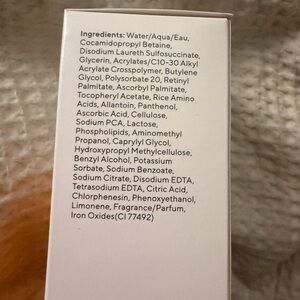 Ingredients: Water/Aqua/Eau,
Cocamidopropyl Betaine,
Disodium Laureth Sulfosuccinate,
Glycerin, Acrylates/C10-30 Alkyl
Acrylate Crosspolymer, Butylene
Glycol, Polysorbate 20, Retinyl
Palmitate, Ascorbyl Palmitate,
Tocopheryl Acetate, Rice Amino
Acids, Allantoin, Panthenol,
Ascorbic Acid, Cellulose,
Sodium PCA, Lactose,
Phospholipids, Aminomethyl
Propanol, Caprylyl Glycol,
Hydroxypropyl Methylcellulose,
Benzyl Alcohol, Potassium
Sorbate, Sodium Benzoate,
Sodium Citrate, Disodium EDTA,
Tetrasodium EDTA, Citric Acid,
Chlorphenesin, Phenoxyethanol,
Limonene, Fragrance/Parfum,
Iron Oxides(CI 77492)